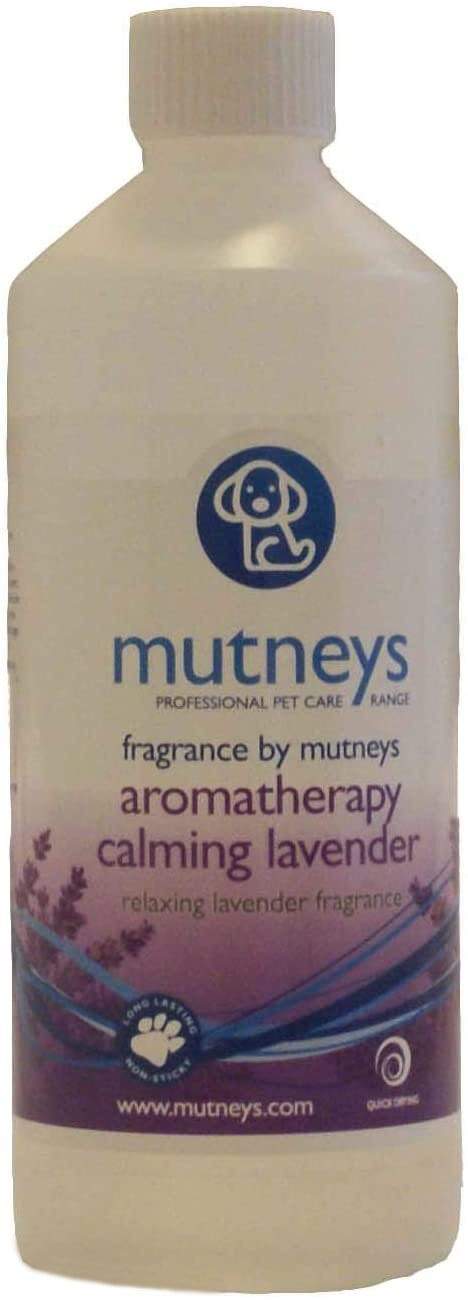 mutneys
PROFESSIONAL PET CARE RANGE
fragrance by mutneys
aromatherapy
calming lavender
relaxing lavender fragrance
LONG LASTING
NON-STICKY
www.mutneys.com
QUICK DRYING